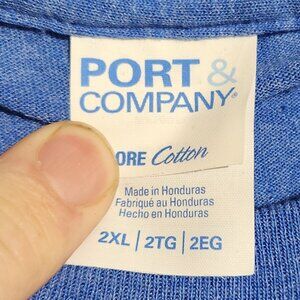 PORT &
COMPANY®
ORE Cotton
Made in Honduras
Fabriqué au Honduras
Hecho en Honduras
2XL | 2TG | 2EG